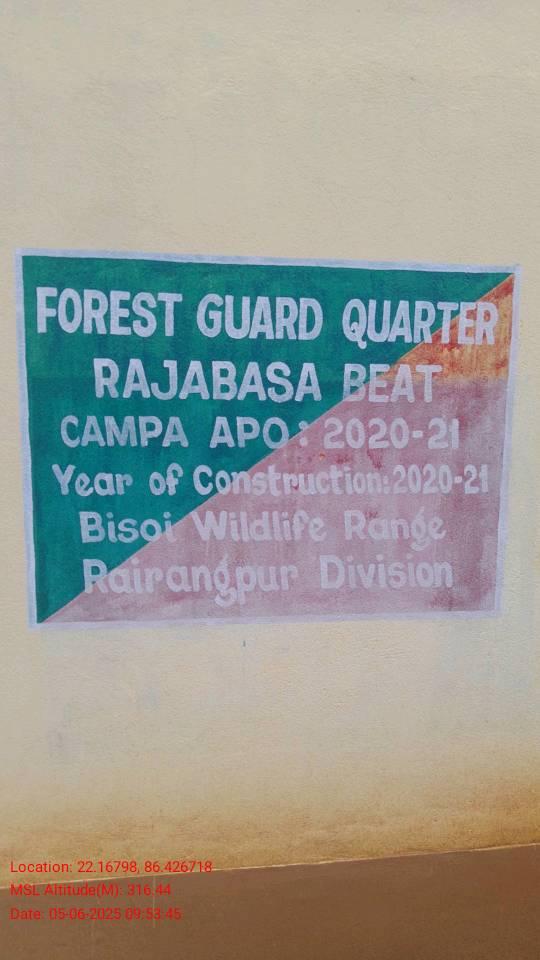 FOREST GUARD QUARTER
RAJABASA BEAT
CAMPA APO: 2020-21
Year of Construction:2020-21
Bisoi Wildlife Range
Rairangpur Division
Location: 22.16798, 86.426718
MSL Altitude(M): 316.44
Date: 05-06-2025 09:53:45